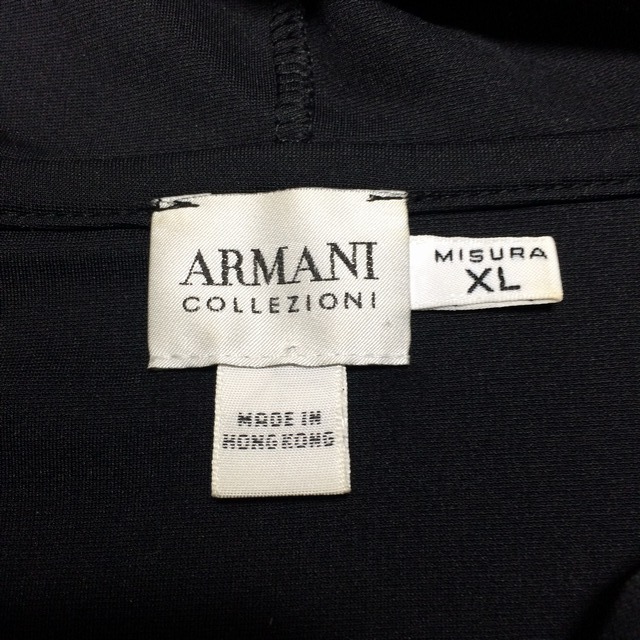 ARMANI
COLLEZIONI
MISURA
XL
MADE IN
HONG KONG